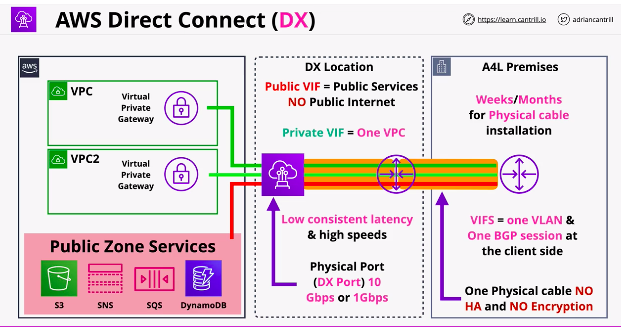 AWS Direct Connect (DX)
https://learn.cantrill.io
adriancantrill
aws
VPC
Virtual
Private
Gateway
VPC2
Virtual
Private
Gateway
Public Zone Services
S3
SNS
SQS
DynamoDB
DX Location
Public VIF = Public Services
NO Public Internet
Private VIF = One VPC
Low consistent latency
& high speeds
Physical Port
(DX Port) 10
Gbps or 1Gbps
A4L Premises
Weeks/Months
for Physical cable
installation
VIFS = one VLAN &
One BGP session at
the client side
One Physical cable NO
HA and NO Encryption